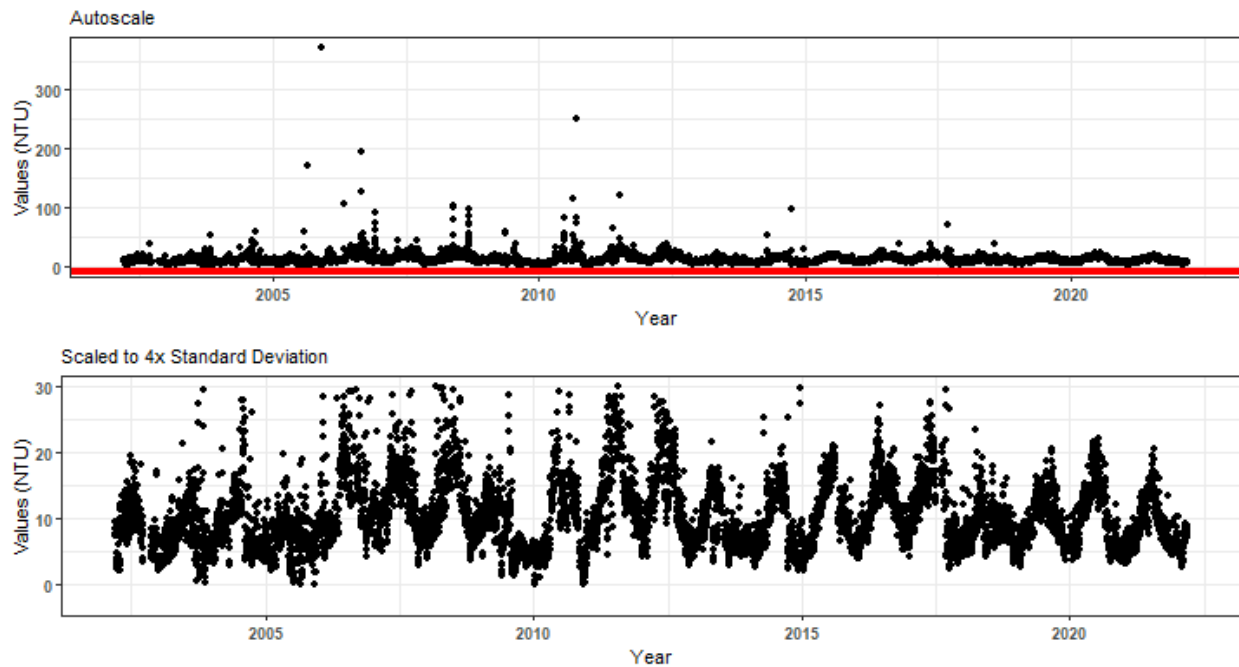 Autoscale
Values (NTU)
300
200
100
0
2005 2010 2015 2020
Year
Scaled to 4x Standard Deviation
Values (NTU)
30
20
10
0
2005 2010 2015 2020
Year